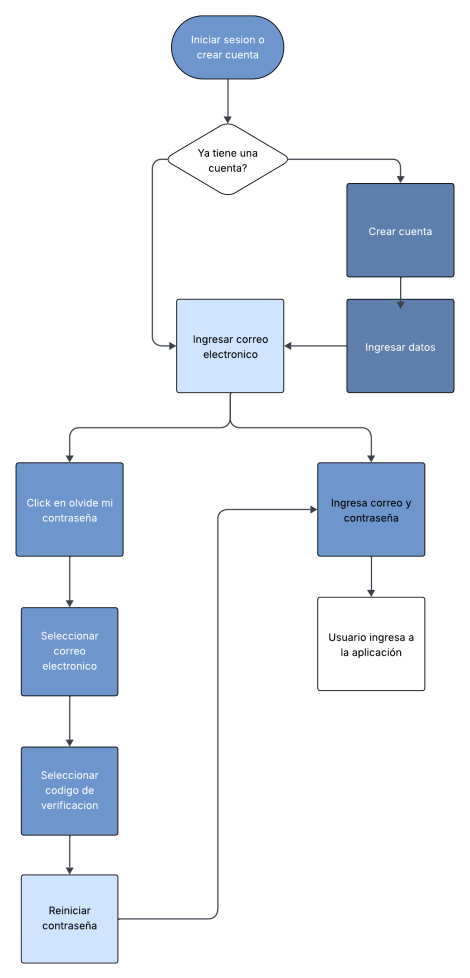 Iniciar sesion o
crear cuenta
Ya tiene una
cuenta?
Crear cuenta
Ingresar correo
electronico
Ingresar datos
Click en olvide mi
contraseña
Ingresa correo y
contraseña
Seleccionar
correo
electronico
Usuario ingresa a
la aplicación
Seleccionar
codigo de
verificacion
Reiniciar
contraseña